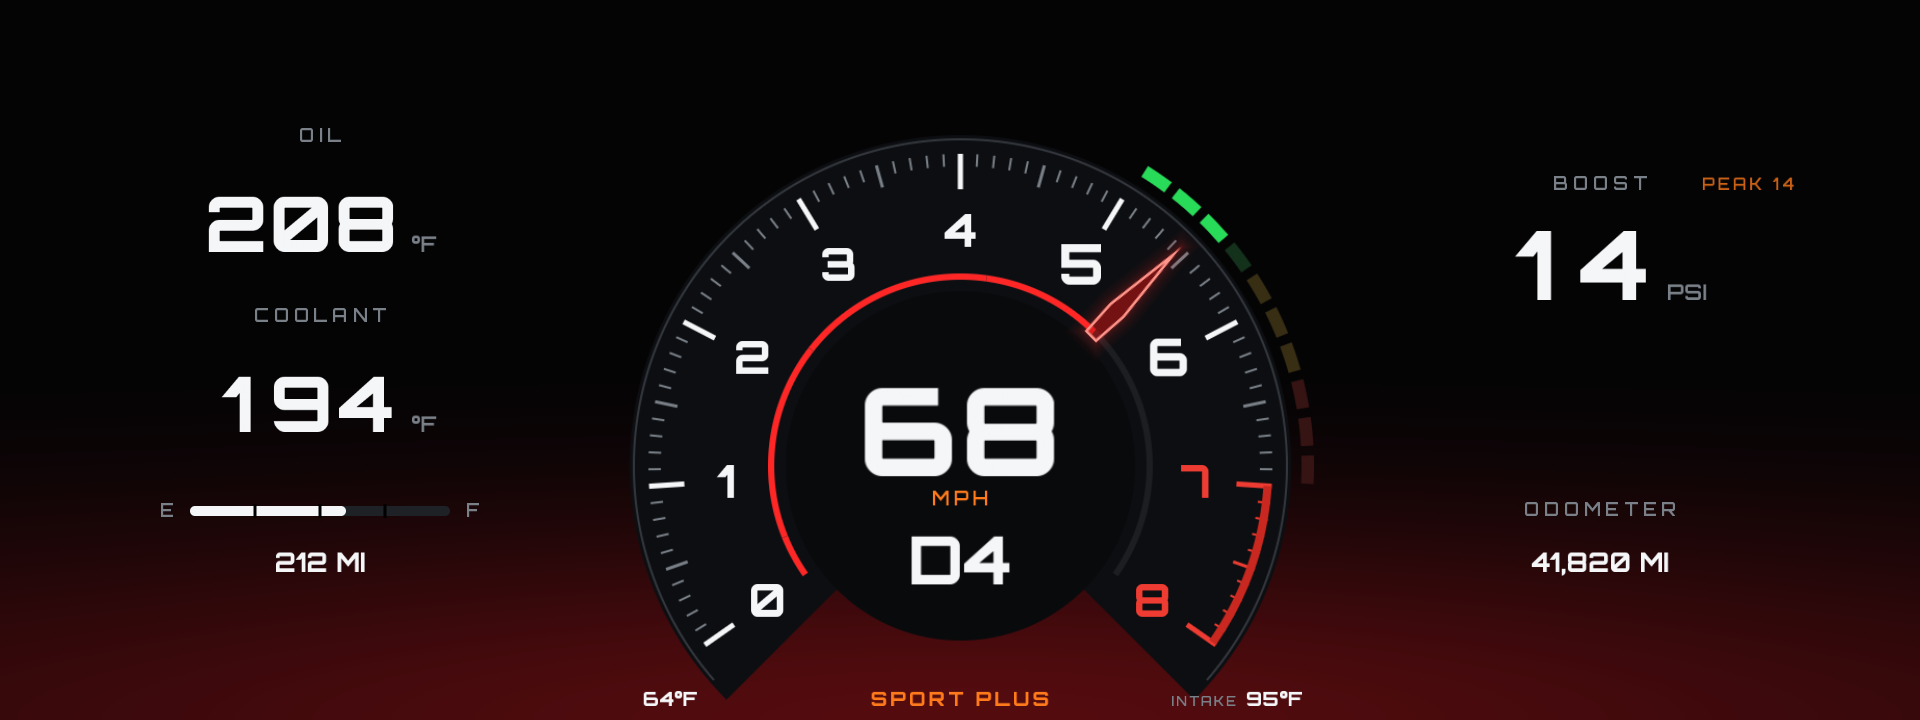 OIL
208 °F
COOLANT
194 °F
E F
212 MI
0
1
2
3
4
5
6
7
8
68
MPH
D4
BOOST PEAK 14
14 PSI
ODOMETER
41,820 MI
64°F
SPORT PLUS
INTAKE 95°F